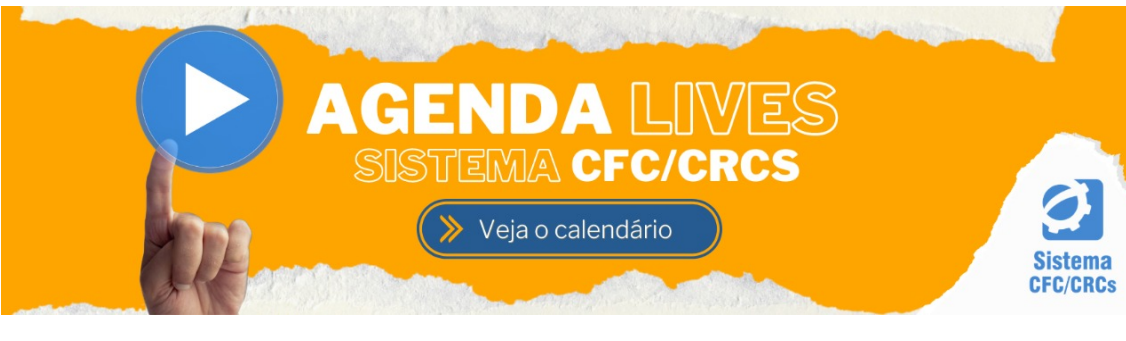 AGENDA LIVES
SISTEMA CFC/CRCS
Veja o calendário
Sistema
CFC/CRCs